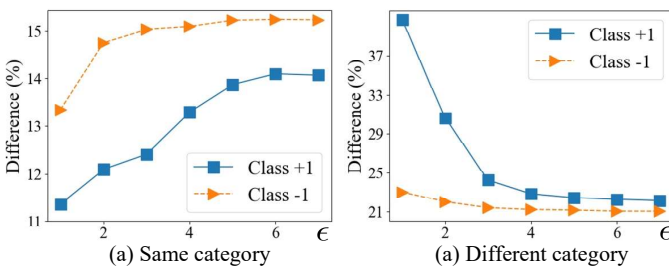 15
14
13
12
11
Difference (%)
Class +1
Class -1
2
4
6
ϵ
(a) Same category
37
33
29
25
21
Difference (%)
Class +1
Class -1
2
4
6
ϵ
(a) Different category